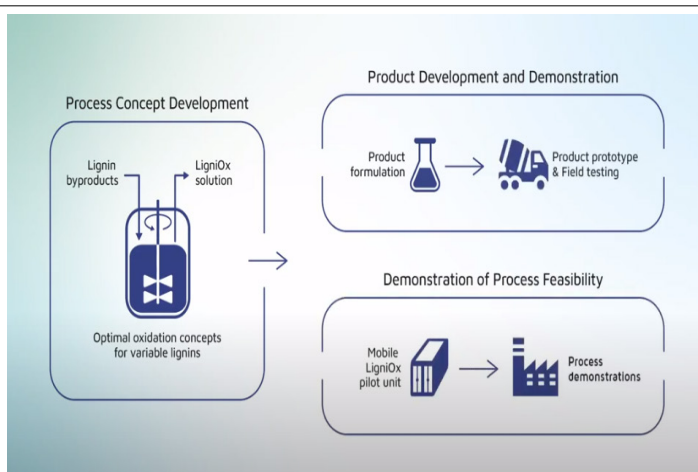 Process Concept Development
Lignin
byproducts
LigniOx
solution
Optimal oxidation concepts
for variable lignins
Product Development and Demonstration
Product
formulation
Product prototype
& Field testing
Demonstration of Process Feasibility
Mobile
LigniOx
pilot unit
Process
demonstrations